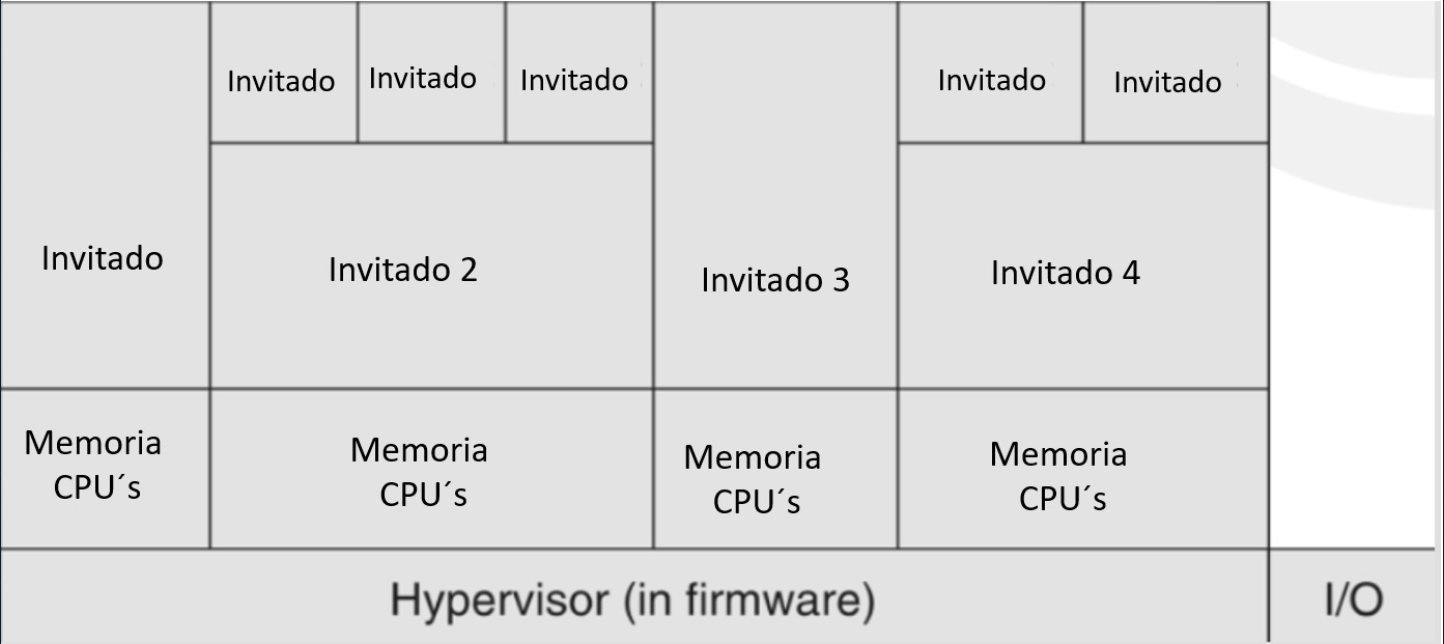 Invitado
Invitado
Invitado
Invitado
Invitado
Invitado
Invitado 2
Invitado 3
Invitado 4
Memoria
CPU´s
Memoria
CPU´s
Memoria
CPU´s
Memoria
CPU´s
Hypervisor (in firmware)
I/O